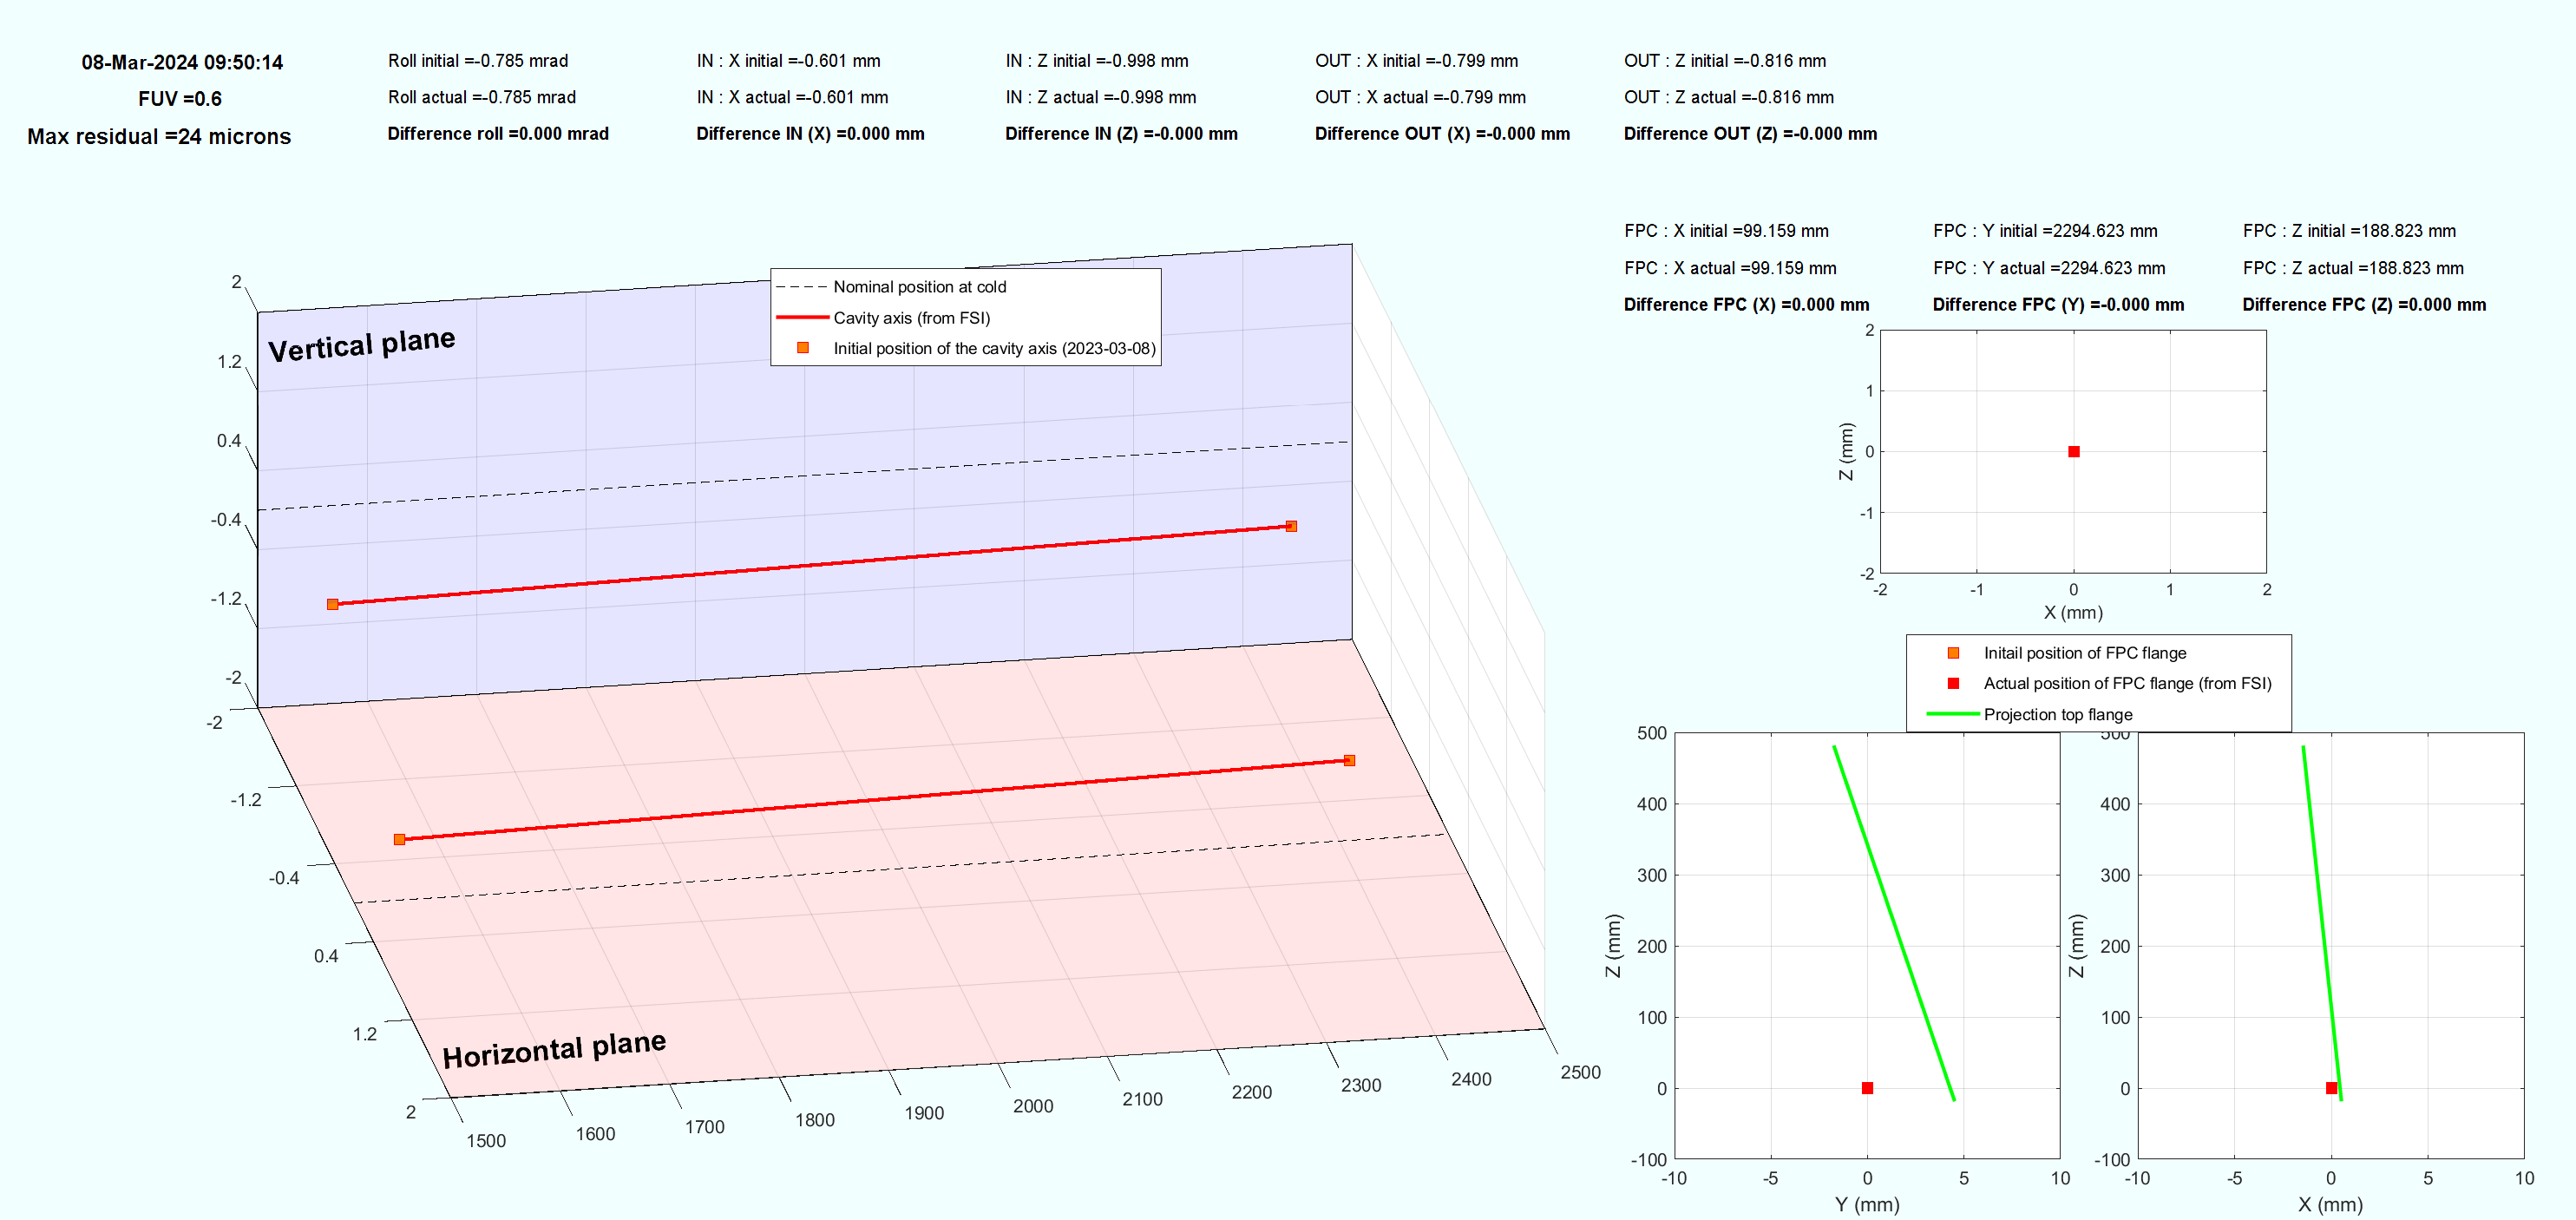 08-Mar-2024 09:50:14
FUV =0.6
Max residual =24 microns
Roll initial =-0.785 mrad
Roll actual =-0.785 mrad
Difference roll =0.000 mrad
IN : X initial =-0.601 mm
IN : X actual =-0.601 mm
Difference IN (X) =0.000 mm
IN : Z initial =-0.998 mm
IN : Z actual =-0.998 mm
Difference IN (Z) =-0.000 mm
OUT : X initial =-0.799 mm
OUT : X actual =-0.799 mm
Difference OUT (X) =-0.000 mm
OUT : Z initial =-0.816 mm
OUT : Z actual =-0.816 mm
Difference OUT (Z) =-0.000 mm
FPC : X initial =99.159 mm
FPC : X actual =99.159 mm
Difference FPC (X) =0.000 mm
FPC : Y initial =2294.623 mm
FPC : Y actual =2294.623 mm
Difference FPC (Y) =-0.000 mm
FPC : Z initial =188.823 mm
FPC : Z actual =188.823 mm
Difference FPC (Z) =0.000 mm
Vertical plane
Nominal position at cold
Cavity axis (from FSI)
Initial position of the cavity axis (2023-03-08)
2
1.2
0.4
-0.4
-1.2
-2
-2
-1.2
-0.4
0.4
1.2
2
Horizontal plane
1500
1600
1700
1800
1900
2000
2100
2200
2300
2400
2500
2
1
0
-1
-2
Z (mm)
-2
-1
0
1
2
X (mm)
Initail position of FPC flange
Actual position of FPC flange (from FSI)
Projection top flange
500
400
300
200
100
0
-100
Z (mm)
-10
-5
0
5
10
Y (mm)
500
400
300
200
100
0
-100
Z (mm)
-10
-5
0
5
10
X (mm)